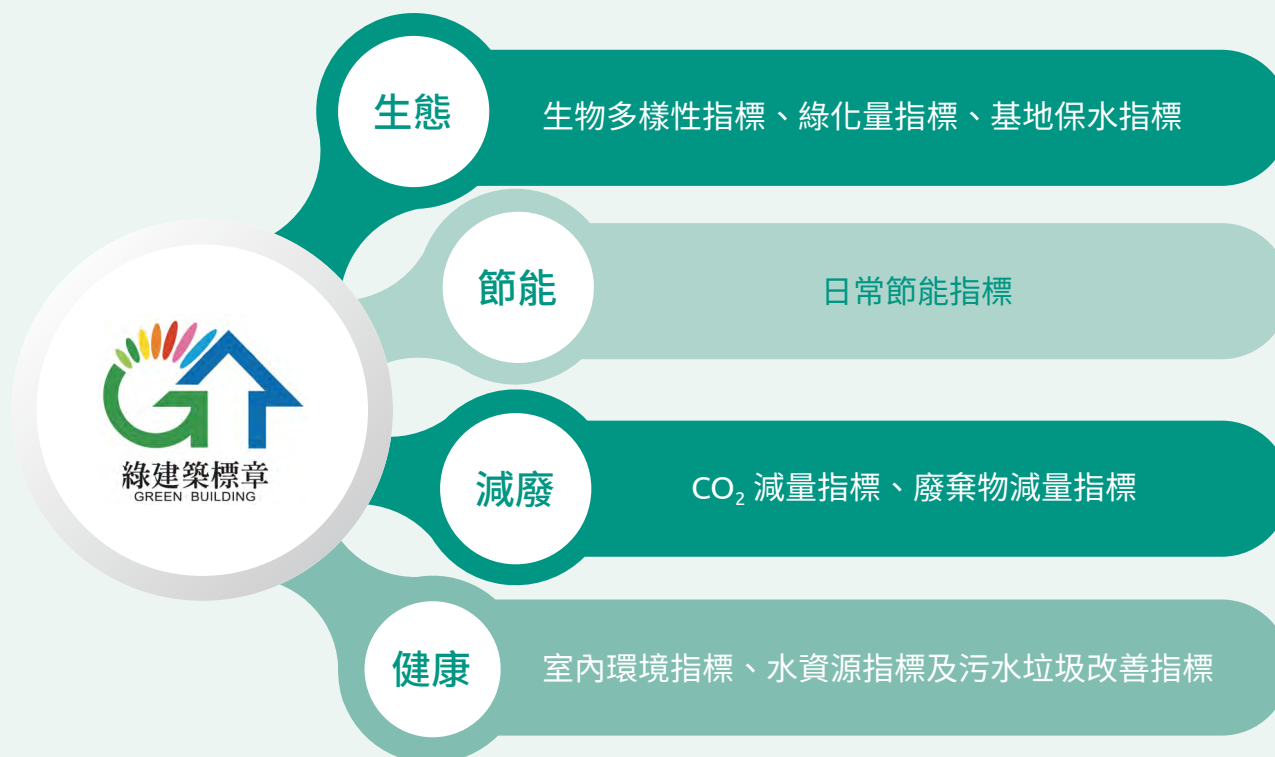 生態
生物多樣性指標、綠化量指標、基地保水指標
節能
日常節能指標
綠建築標章
GREEN BUILDING
減廢
CO₂ 減量指標、廢棄物減量指標
健康
室內環境指標、水資源指標及污水垃圾改善指標